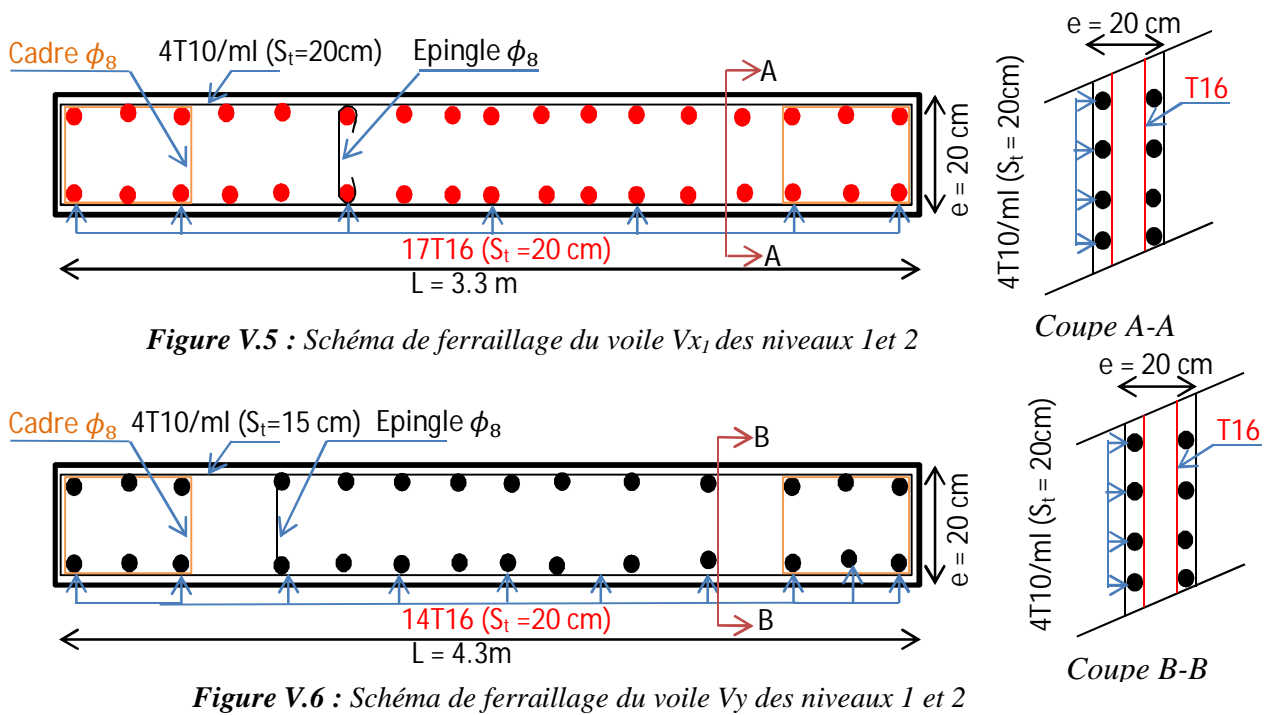 Cadre ϕ₈
4T10/ml (Sₜ=20cm)
Epingle ϕ₈
A
e = 20 cm
A
17T16 (Sₜ =20 cm)
L = 3.3 m
e = 20 cm
T16
4T10/ml (Sₜ = 20cm)
Coupe A-A
Figure V.5 : Schéma de ferraillage du voile Vx₁ des niveaux 1et 2
Cadre ϕ₈
4T10/ml (Sₜ=15 cm)
Epingle ϕ₈
B
e = 20 cm
B
14T16 (Sₜ =20 cm)
L = 4.3m
e = 20 cm
T16
4T10/ml (Sₜ = 20cm)
Coupe B-B
Figure V.6 : Schéma de ferraillage du voile Vy des niveaux 1 et 2